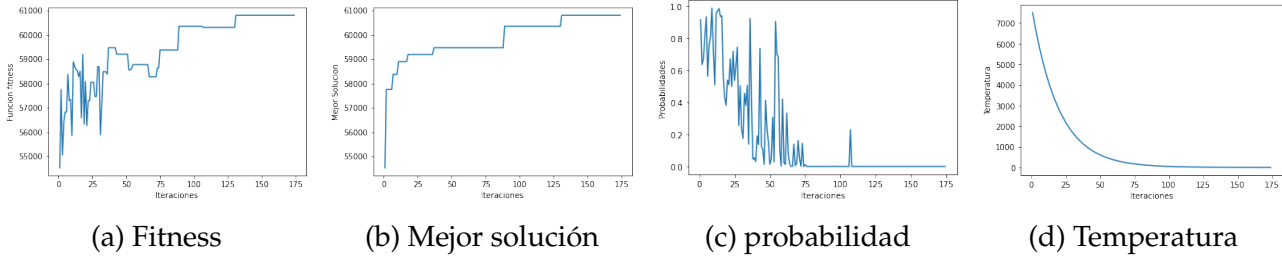 61000
60000
59000
58000
57000
56000
55000
Funcion fitness
0 25 50 75 100 125 150 175
Iteraciones
(a) Fitness
61000
60000
59000
58000
57000
56000
55000
Mejor Solucion
0 25 50 75 100 125 150 175
Iteraciones
(b) Mejor solución
1.0
0.8
0.6
0.4
0.2
0.0
Probabilidades
0 25 50 75 100 125 150 175
Iteraciones
(c) probabilidad
7000
6000
5000
4000
3000
2000
1000
0
Temperatura
0 25 50 75 100 125 150 175
Iteraciones
(d) Temperatura